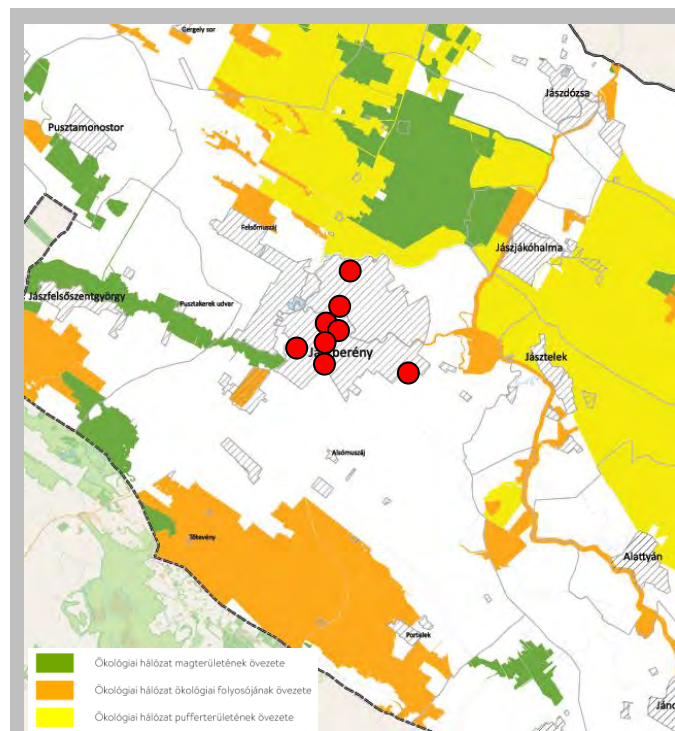 Gergely sor
Jászdózsa
Pusztamonostor
Felsőmuszáj
Jászjákóhalma
Jászfelsőszentgyörgy
Pusztakerek udvar
Jásztelek
Alsómuszáj
Tőtevény
Alattyán
Portelek
Ökológiai hálózat magterületének övezete
Ökológiai hálózat ökológiai folyosójának övezete
Ökológiai hálózat pufferterületének övezete